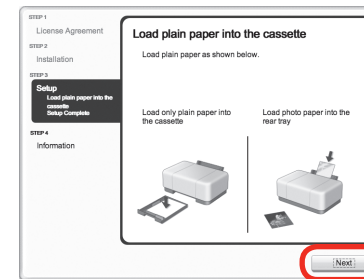 STEP 1
License Agreement
STEP 2
Installation
STEP 3
Setup
Load plain paper into the
cassette
Setup Complete
STEP 4
Information
Load plain paper into the cassette
Load plain paper as shown below.
Load only plain paper into
the cassette
Load photo paper into the
rear tray
Next